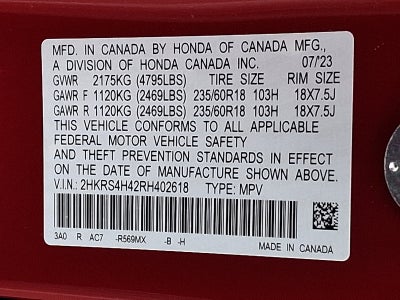 MFD. IN CANADA BY HONDA OF CANADA MFG.,
A DIVISION OF HONDA CANADA INC. 07/'23
GVWR 2175KG (4795LBS) TIRE SIZE RIM SIZE
GAWR F 1120KG (2469LBS) 235/60R18 103H 18X7.5J
GAWR R 1120KG (2469LBS) 235/60R18 103H 18X7.5J
THIS VEHICLE CONFORMS TO ALL APPLICABLE
FEDERAL MOTOR VEHICLE SAFETY
AND THEFT PREVENTION STANDARDS IN EFFECT
ON THE DATE OF MANUFACTURE SHOWN ABOVE.
V.I.N.: 2HKRS4H42RH402618 TYPE: MPV
3A0 R AC7 -R569MX -B -H MADE IN CANADA